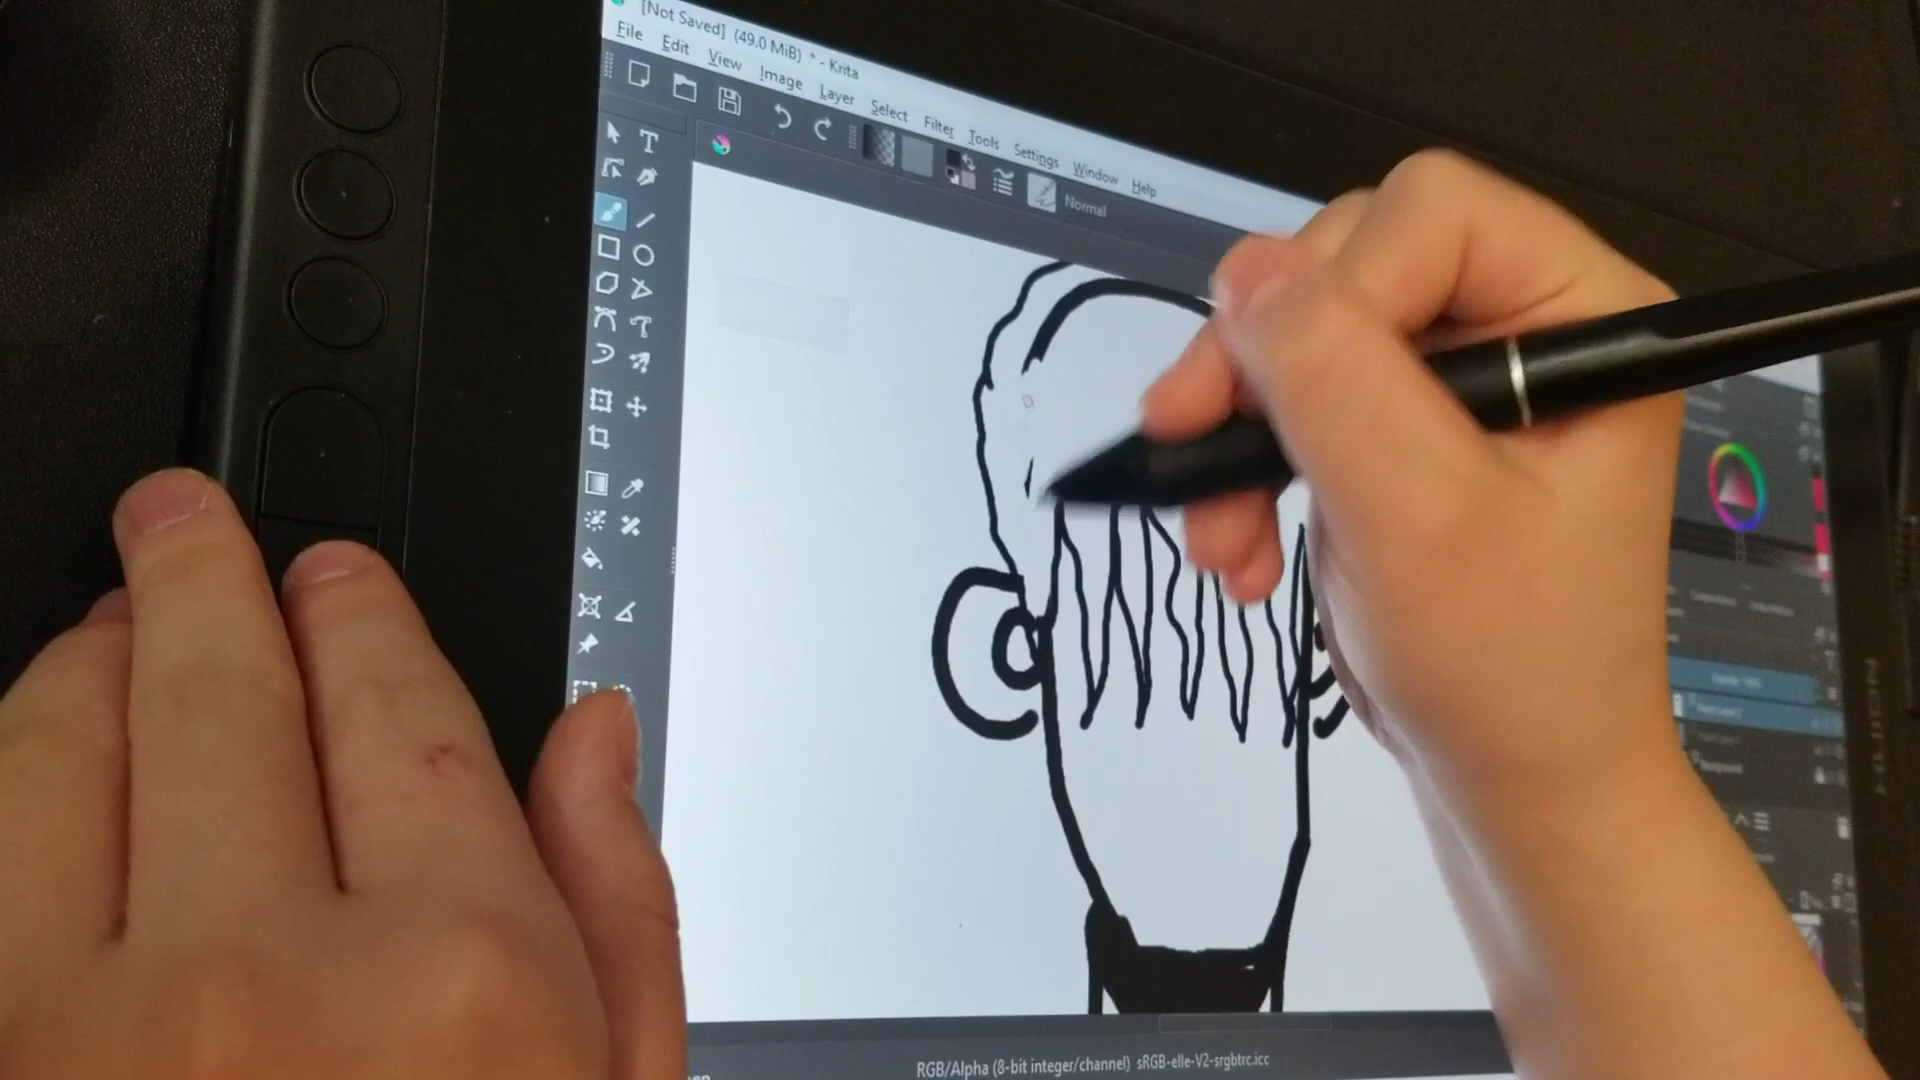 [Not Saved] (49.0 MiB) * - Krita
File Edit View Image Layer Select Filter Tools Settings Window Help
Normal
HUION
RGB/Alpha (8-bit integer/channel) sRGB-elle-V2-srgbtrc.icc